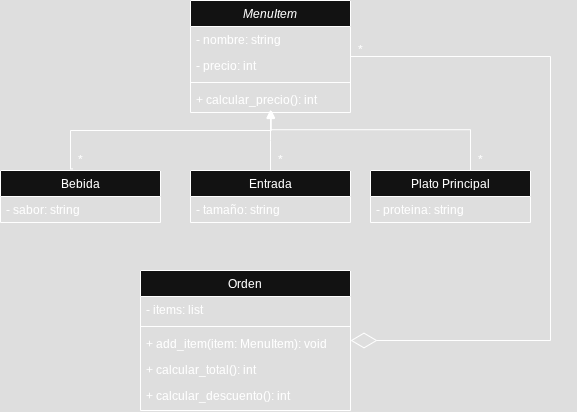 MenuItem
- nombre: string
*
- precio: int
+ calcular_precio(): int
*
*
*
Bebida
- sabor: string
Entrada
- tamaño: string
Plato Principal
- proteina: string
Orden
- items: list
+ add_item(item: MenuItem): void
+ calcular_total(): int
+ calcular_descuento(): int